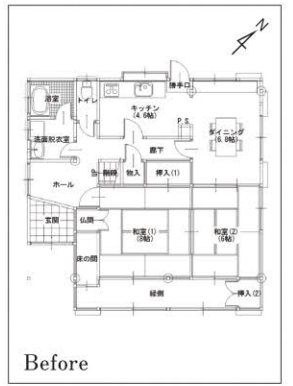 N
勝手口
浴室
トイレ
キッチン
(4.6帖)
P.S
洗面脱衣室
ダイニング
(6.8帖)
廊下
階段
物入
押入(1)
ホール
玄関
仏間
和室(1)
(8帖)
和室(2)
(6帖)
床の間
縁側
押入(2)
Before